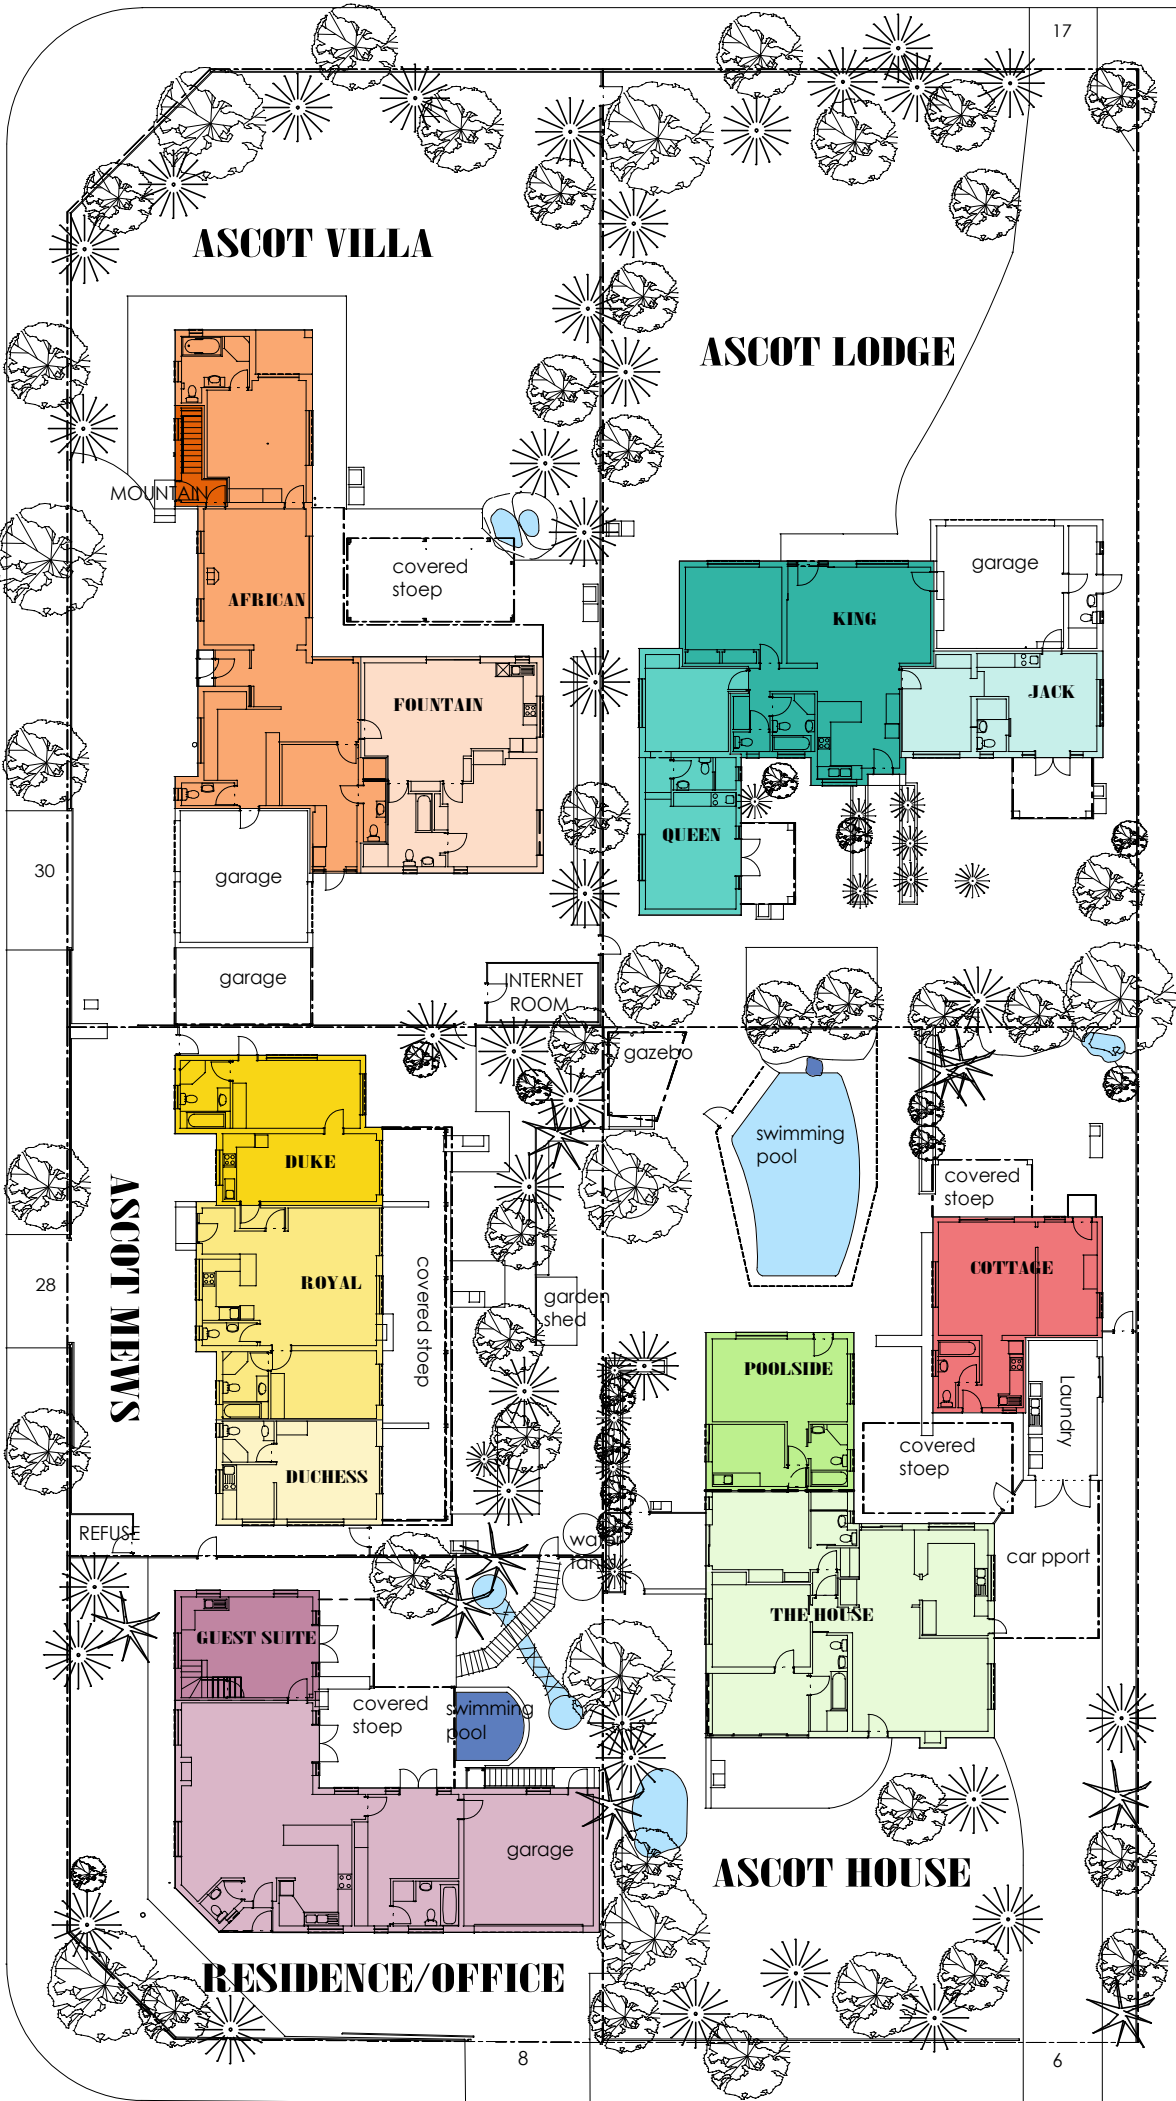 17
ASCOT VILLA
ASCOT LODGE
MOUNTAIN
covered
stoep
garage
AFRICAN
KING
FOUNTAIN
JACK
QUEEN
30
garage
garage
INTERNET
ROOM
gazebo
swimming
pool
DUKE
covered
stoep
ASCOT MEWS
28
ROYAL
covered stoep
garden
shed
COTTAGE
POOLSIDE
Laundry
DUCHESS
covered
stoep
REFUSE
water
tank
car pport
THE HOUSE
GUEST SUITE
covered
stoep
swimming
pool
garage
ASCOT HOUSE
RESIDENCE/OFFICE
8
6